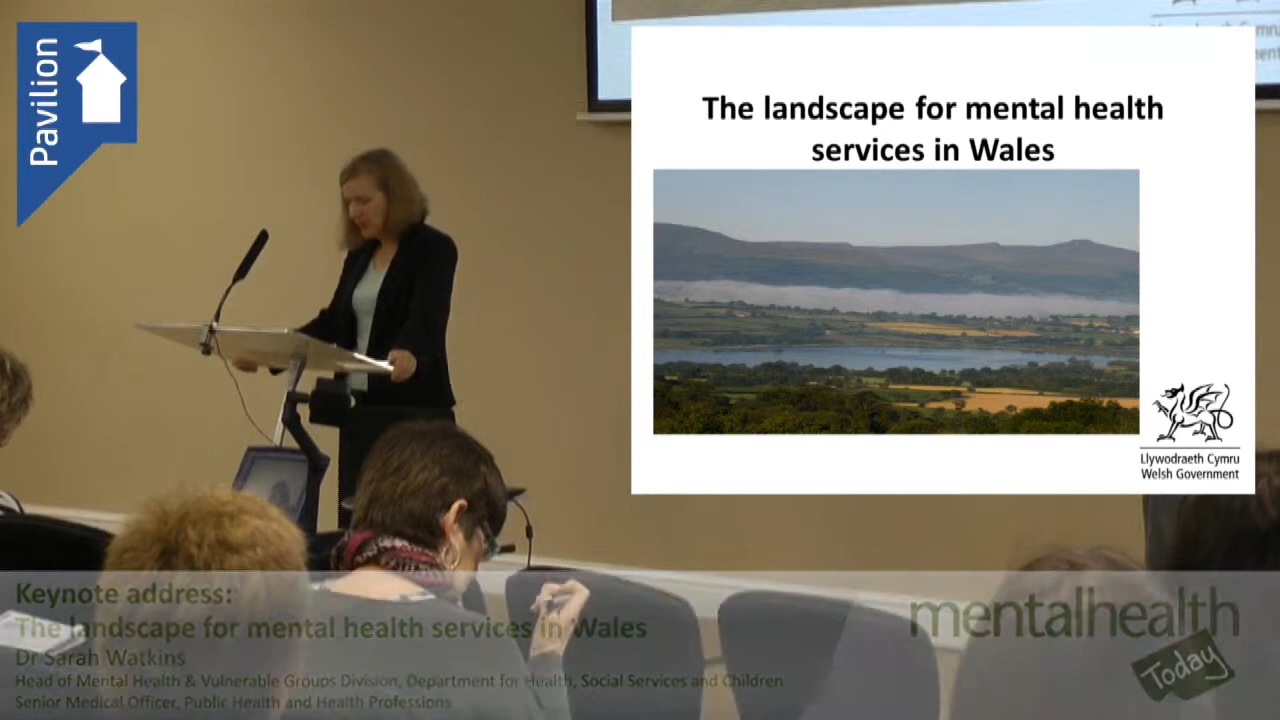 Pavilion
The landscape for mental health
services in Wales
Llywodraeth Cymru
Welsh Government
Keynote address:
The landscape for mental health services in Wales
Dr Sarah Watkins
Head of Mental Health & Vulnerable Groups Division, Department for Health, Social Services and Children
Senior Medical Officer, Public Health and Health Professions
mentalhealth
Today